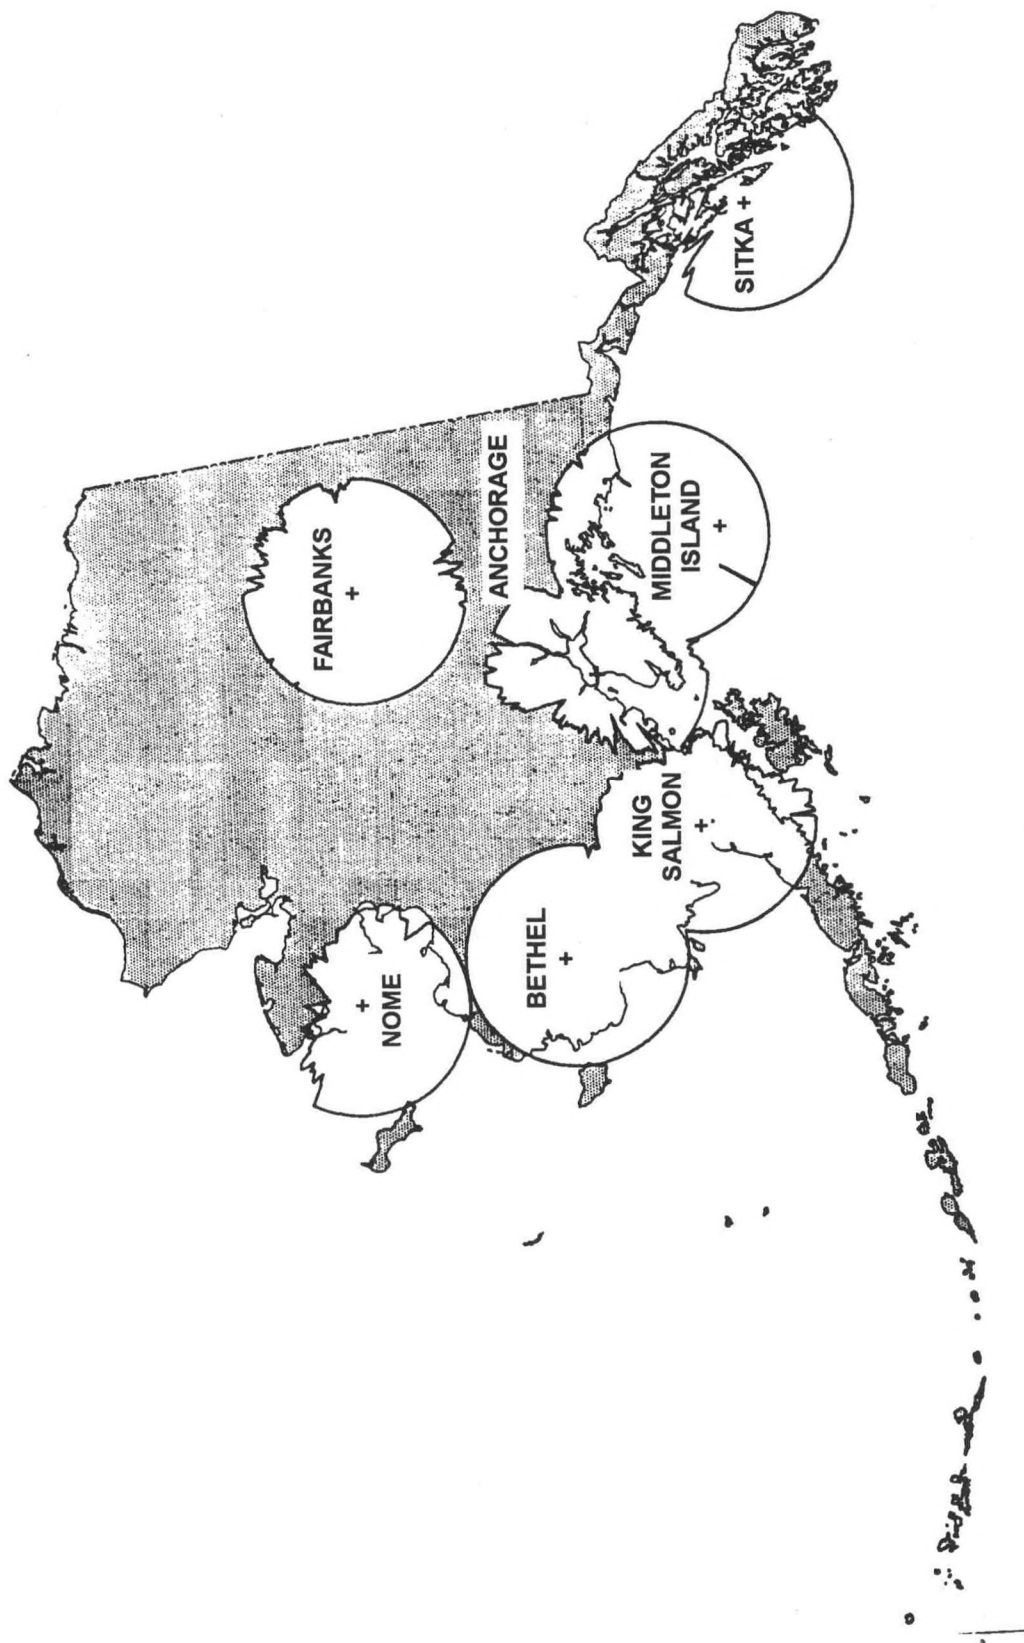 FAIRBANKS
ANCHORAGE
NOME
BETHEL
KING
SALMON
MIDDLETON
ISLAND
SITKA